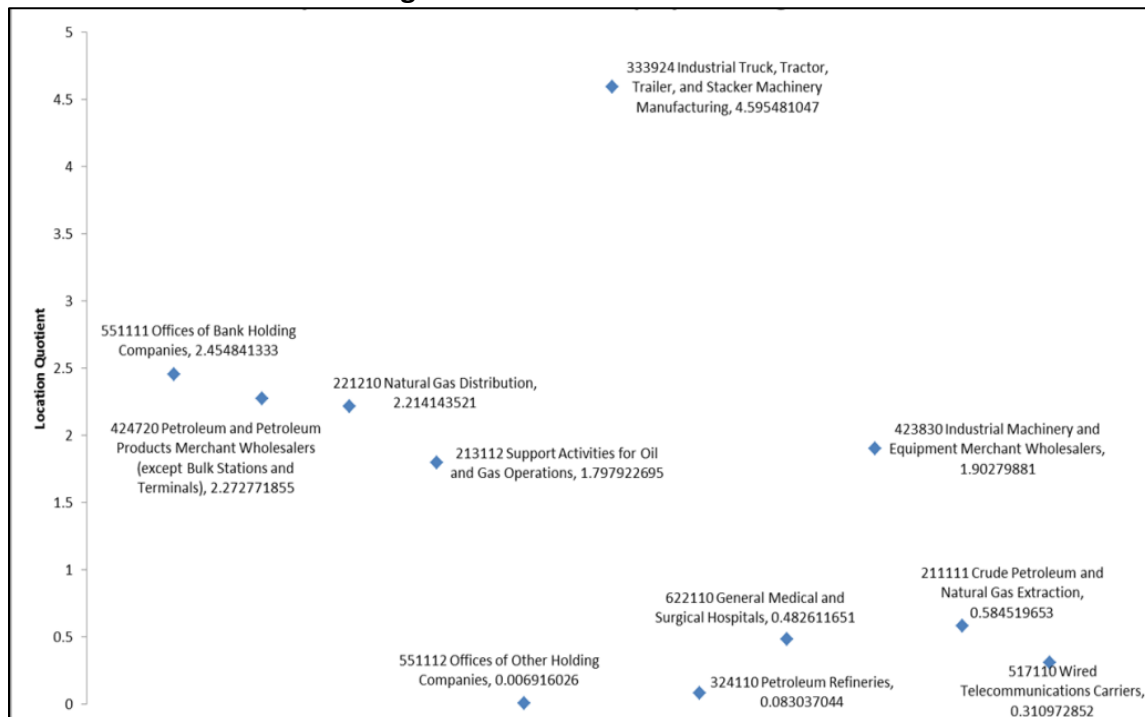 5
4.5
4
3.5
3
2.5
2
1.5
1
0.5
0
Location Quotient
333924 Industrial Truck, Tractor,
Trailer, and Stacker Machinery
Manufacturing, 4.595481047
551111 Offices of Bank Holding
Companies, 2.454841333
424720 Petroleum and Petroleum
Products Merchant Wholesalers
(except Bulk Stations and
Terminals), 2.272771855
221210 Natural Gas Distribution,
2.214143521
213112 Support Activities for Oil
and Gas Operations, 1.797922695
423830 Industrial Machinery and
Equipment Merchant Wholesalers,
1.90279881
211111 Crude Petroleum and
Natural Gas Extraction,
0.584519653
622110 General Medical and
Surgical Hospitals, 0.482611651
551112 Offices of Other Holding
Companies, 0.006916026
324110 Petroleum Refineries,
0.083037044
517110 Wired
Telecommunications Carriers,
0.310972852